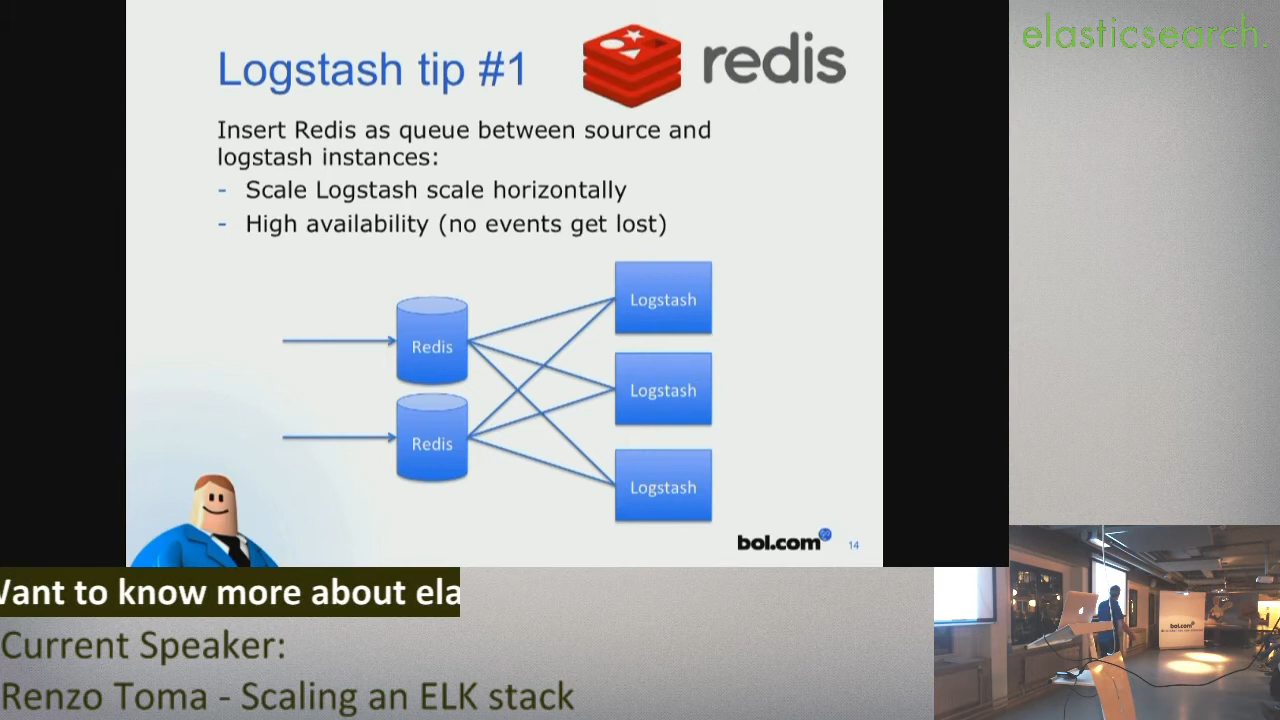 Logstash tip #1
redis
elasticsearch.
Insert Redis as queue between source and
logstash instances:
- Scale Logstash scale horizontally
- High availability (no events get lost)
Redis
Redis
Logstash
Logstash
Logstash
bol.com
14
Want to know more about ela
Current Speaker:
Renzo Toma - Scaling an ELK stack
bol.com